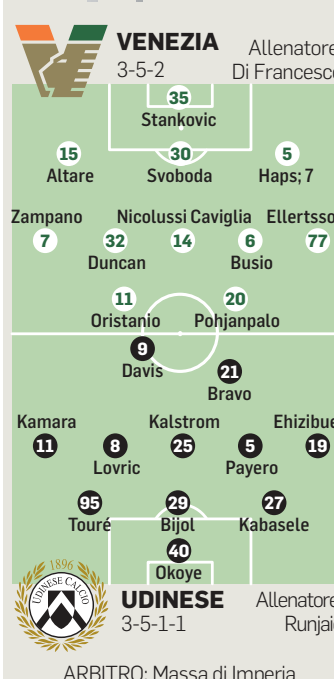 VENEZIA
3-5-2
Allenatore
Di Francesco
35
Stankovic
15 30 5
Altare Svoboda Haps; 7
Zampano Nicolussi Caviglia Ellertsso
7 32 14 6 77
Duncan Busio
11 20
Oristanio Pohjanpalo
9
Davis
21
Bravo
Kamara Kalstrom Ehizibue
11 8 25 5 19
Lovric Payero
95 29 27
Touré Bijol Kabasele
40
Okoye
1896
UDINESE CALCIO
UDINESE
3-5-1-1
Allenatore
Runjaic
ARBITRO: Massa di Imperia